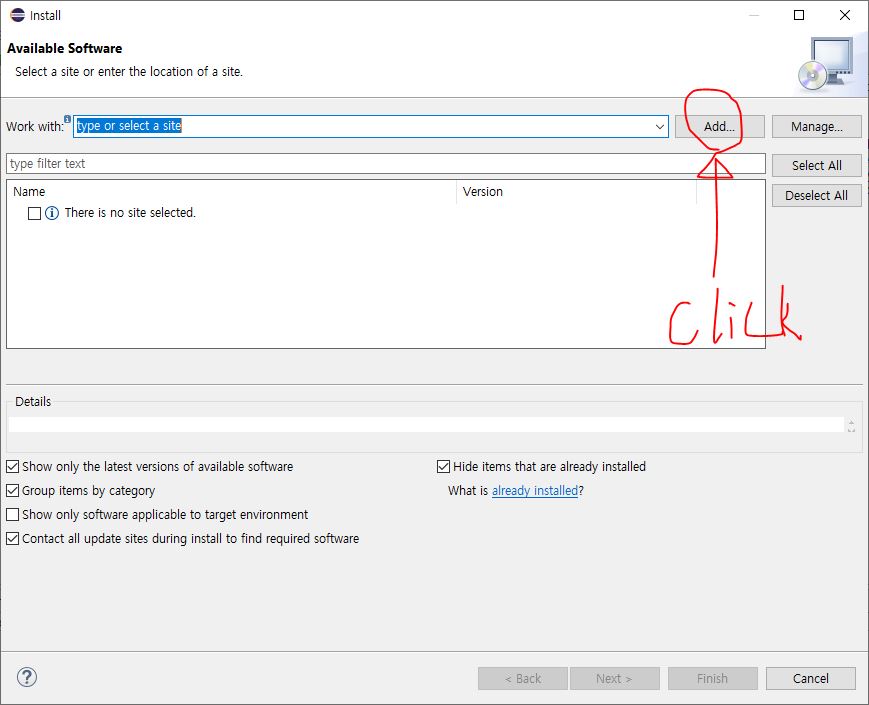 Install
Available Software
Select a site or enter the location of a site.
Work with: type or select a site Add... Manage...
type filter text Select All
Name Version Deselect All
There is no site selected.
Click
Details
Show only the latest versions of available software Hide items that are already installed
Group items by category What is already installed?
Show only software applicable to target environment
Contact all update sites during install to find required software
< Back Next > Finish Cancel